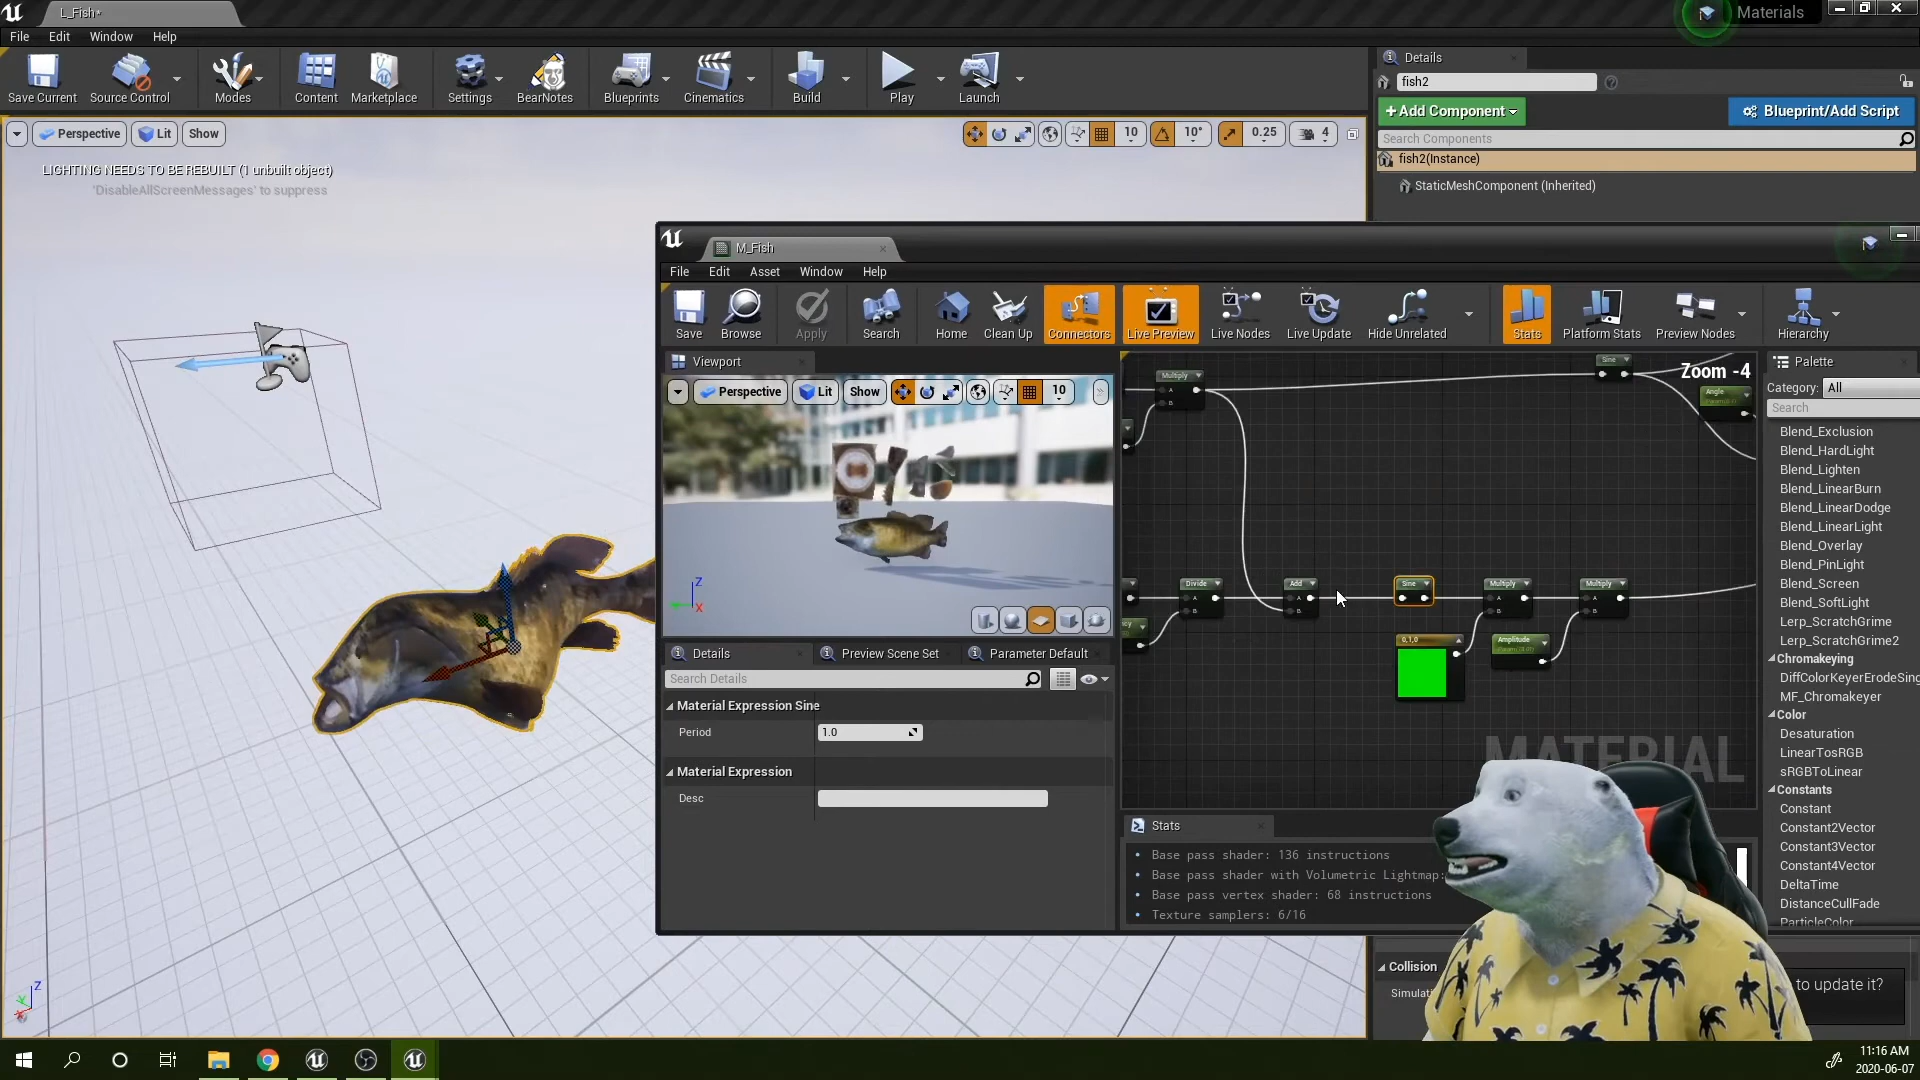 L_Fish*
Materials
File Edit Window Help
Save Current
Source Control
Modes
Content
Marketplace
Settings
BearNotes
Blueprints
Cinematics
Build
Play
Launch
Details
fish2
+Add Component
Blueprint/Add Script
Search Components
fish2(Instance)
StaticMeshComponent (Inherited)
Perspective Lit Show
10 10° 0.25 4
LIGHTING NEEDS TO BE REBUILT (1 unbuilt object)
'DisableAllScreenMessages' to suppress
M_Fish
File Edit Asset Window Help
Save
Browse
Apply
Search
Home
Clean Up
Connectors
Live Preview
Live Nodes
Live Update
Hide Unrelated
Stats
Platform Stats
Preview Nodes
Hierarchy
Viewport
Perspective Lit Show 10
Z
X
Details
Preview Scene Set
Parameter Default
Search Details
Material Expression Sine
Period 1.0
Material Expression
Desc
Zoom -4
Multiply
A
B
Sine
Angle
Divide
A
B
Add
A
B
Sine
Multiply
A
B
Multiply
A
B
0,1,0
Amplitude
MATERIAL
Stats
• Base pass shader: 136 instructions
• Base pass shader with Volumetric Lightmap:
• Base pass vertex shader: 68 instructions
• Texture samplers: 6/16
Palette
Category: All
Search
Blend_Exclusion
Blend_HardLight
Blend_Lighten
Blend_LinearBurn
Blend_LinearDodge
Blend_LinearLight
Blend_Overlay
Blend_PinLight
Blend_Screen
Blend_SoftLight
Lerp_ScratchGrime
Lerp_ScratchGrime2
Chromakeying
DiffColorKeyerErodeSing
MF_Chromakeyer
Color
Desaturation
LinearTosRGB
sRGBToLinear
Constants
Constant
Constant2Vector
Constant3Vector
Constant4Vector
DeltaTime
DistanceCullFade
ParticleColor
Collision
Simulati
to update it?
Z
Y
X
11:16 AM
2020-06-07